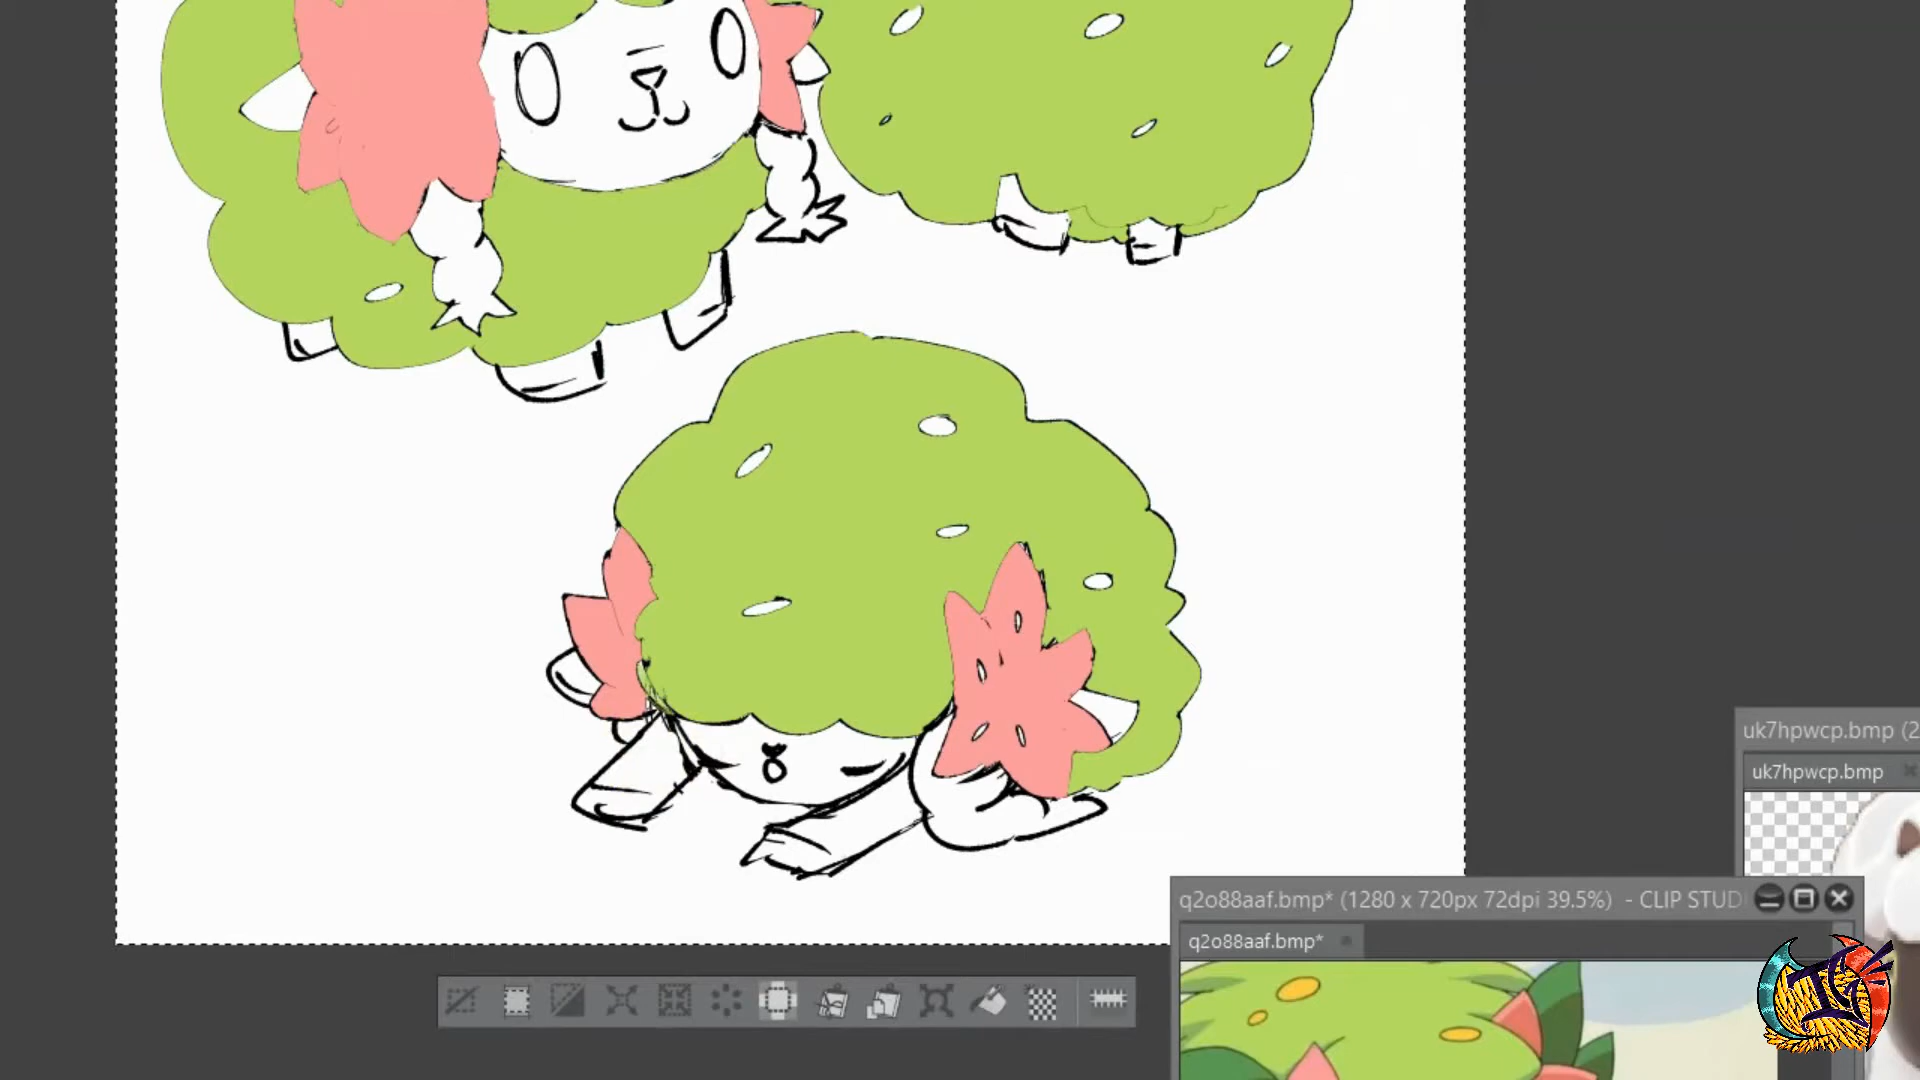 uk7hpwcp.bmp (2
uk7hpwcp.bmp
q2o88aaf.bmp* (1280 x 720px 72dpi 39.5%) - CLIP STUD
q2o88aaf.bmp*